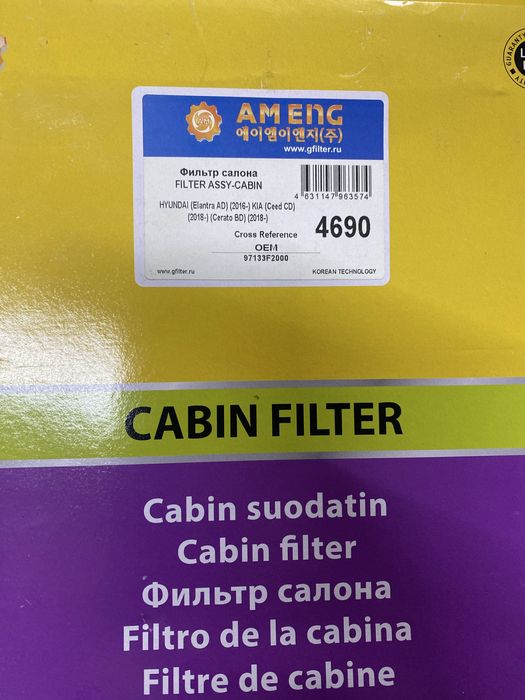 AM ENG
에이엠이엔지(주)
www.gfilter.ru
Фильтр салона
FILTER ASSY-CABIN
4 631147 963574
HYUNDAI (Elantra AD) (2016-) KIA (Ceed CD)
(2018-) (Cerato BD) (2018-)
4690
Cross Reference
OEM
97133F2000
www.gfilter.ru
KOREAN TECHNOLOGY
CABIN FILTER
Cabin suodatin
Cabin filter
Фильтр салона
Filtro de la cabina
Filtre de cabine